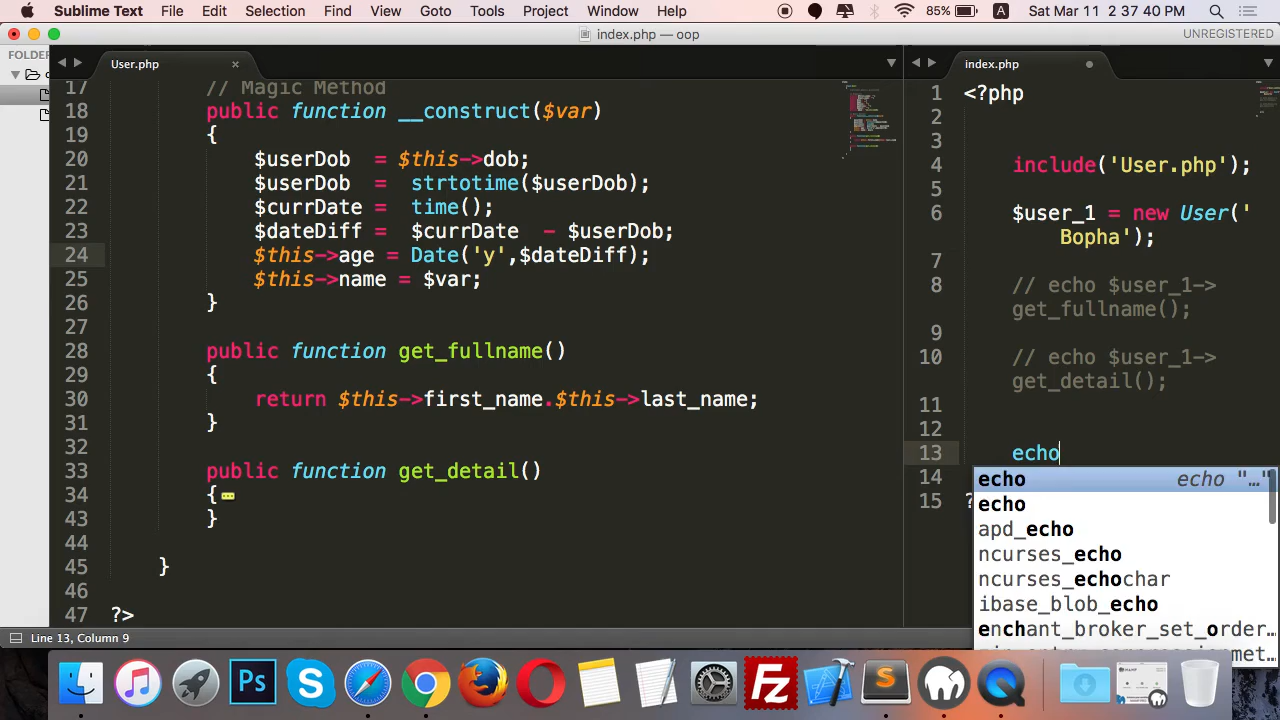 Sublime Text File Edit Selection Find View Goto Tools Project Window Help 85% A Sat Mar 11 2 37 40 PM
index.php — oop UNREGISTERED
FOLDER
User.php × index.php
17 // Magic Method
18 public function __construct($var)
19 {
20 $userDob = $this->dob;
21 $userDob = strtotime($userDob);
22 $currDate = time();
23 $dateDiff = $currDate - $userDob;
24 $this->age = Date('y',$dateDiff);
25 $this->name = $var;
26 }
27
28 public function get_fullname()
29 {
30 return $this->first_name.$this->last_name;
31 }
32
33 public function get_detail()
34 {
43 }
44
45 }
46
47 ?>
1 <?php
2
3
4 include('User.php');
5
6 $user_1 = new User('
Bopha');
7
8 // echo $user_1->
get_fullname();
9
10 // echo $user_1->
get_detail();
11
12
13 echo
14
15 ?
echo echo "…"
echo
apd_echo
ncurses_echo
ncurses_echochar
ibase_blob_echo
enchant_broker_set_order…
Line 13, Column 9
Ps
S
Fz
S